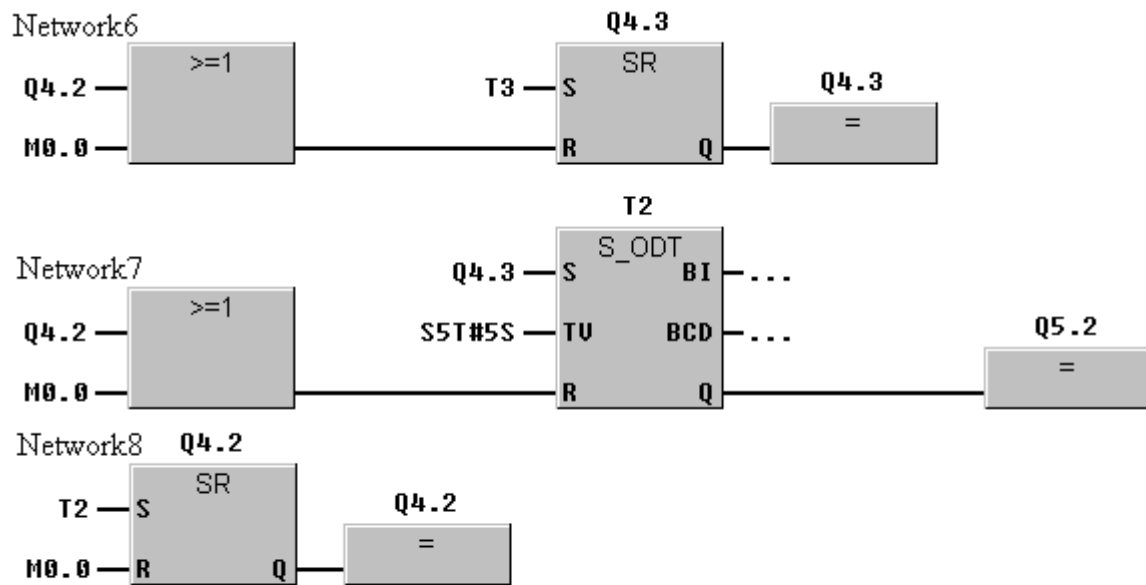 Network6
Q4.3
>=1
SR
Q4.2
T3
S
Q4.3
=
M0.0
R
Q
T2
Network7
S_ODT
Q4.3
S
BI
...
>=1
Q4.2
S5T#5S
TV
BCD
...
Q5.2
=
M0.0
R
Q
Network8
Q4.2
SR
T2
S
Q4.2
=
M0.0
R
Q